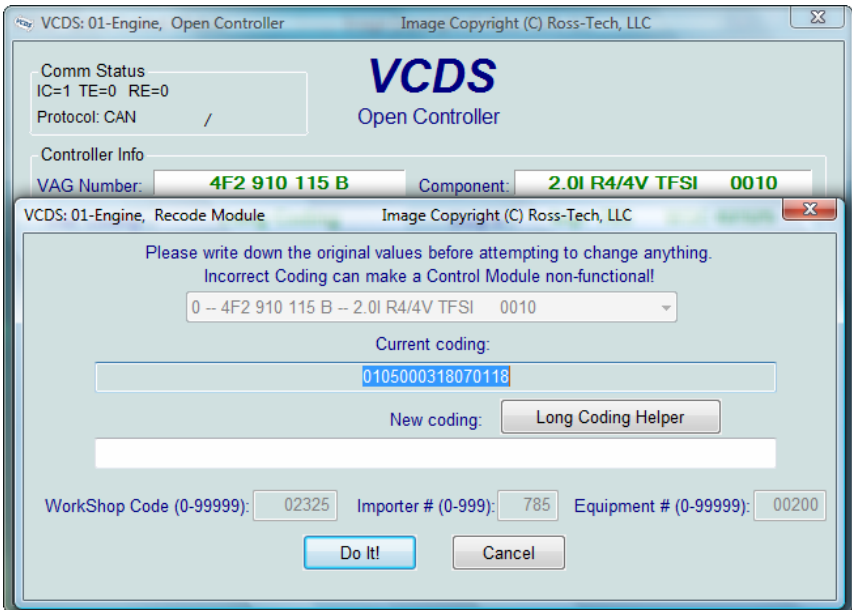 VCDS: 01-Engine, Open Controller Image Copyright (C) Ross-Tech, LLC
Comm Status
IC=1 TE=0 RE=0
Protocol: CAN /
VCDS
Open Controller
Controller Info
VAG Number: 4F2 910 115 B Component: 2.0l R4/4V TFSI 0010
VCDS: 01-Engine, Recode Module Image Copyright (C) Ross-Tech, LLC
Please write down the original values before attempting to change anything.
Incorrect Coding can make a Control Module non-functional!
0 -- 4F2 910 115 B -- 2.0l R4/4V TFSI 0010
Current coding:
0105000318070118
New coding: Long Coding Helper
WorkShop Code (0-99999): 02325 Importer # (0-999): 785 Equipment # (0-99999): 00200
Do It! Cancel